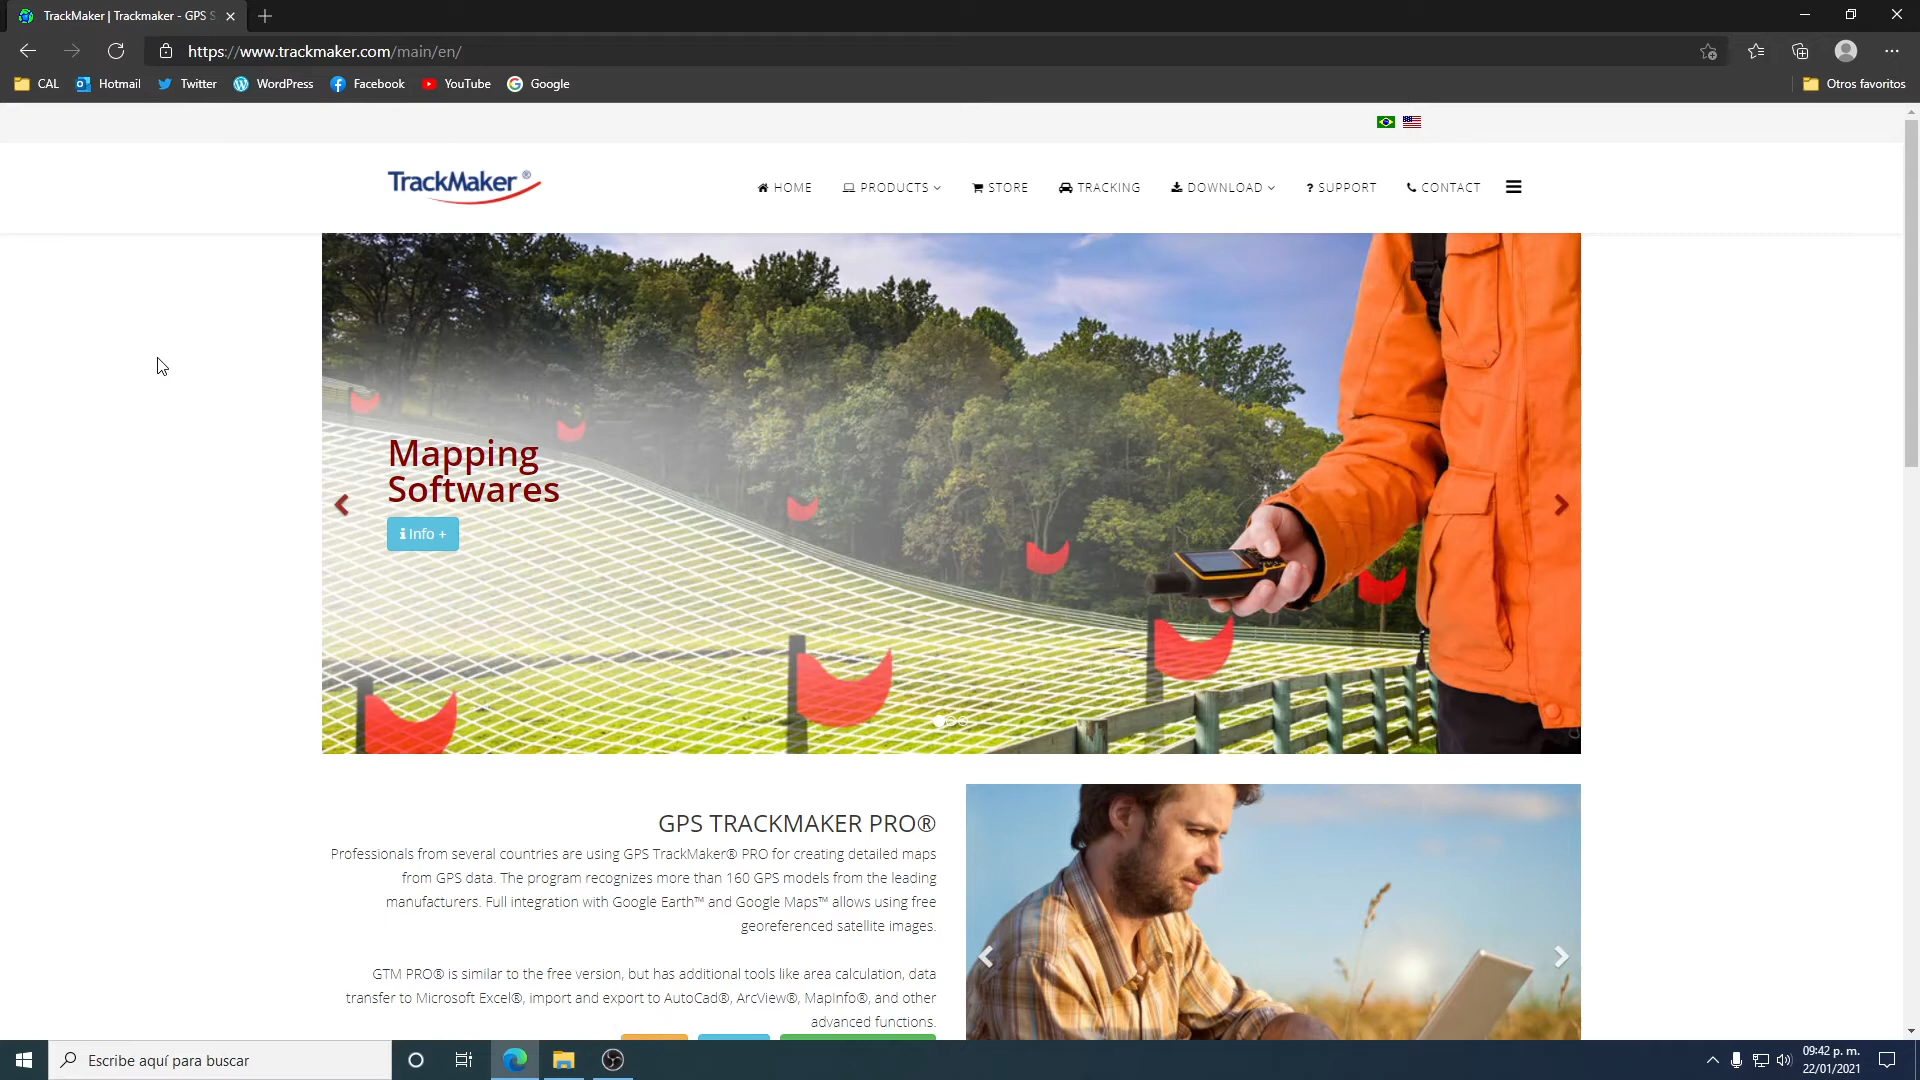 TrackMaker | Trackmaker - GPS S
https://www.trackmaker.com/main/en/
CAL Hotmail Twitter WordPress Facebook YouTube Google Otros favoritos
TrackMaker® HOME PRODUCTS STORE TRACKING DOWNLOAD ? SUPPORT CONTACT
Mapping
Softwares
Info +
GPS TRACKMAKER PRO®
Professionals from several countries are using GPS TrackMaker® PRO for creating detailed maps
from GPS data. The program recognizes more than 160 GPS models from the leading
manufacturers. Full integration with Google Earth™ and Google Maps™ allows using free
georeferenced satellite images.
GTM PRO® is similar to the free version, but has additional tools like area calculation, data
transfer to Microsoft Excel®, import and export to AutoCad®, ArcView®, MapInfo®, and other
advanced functions.
Escribe aquí para buscar
09:42 p. m.
22/01/2021